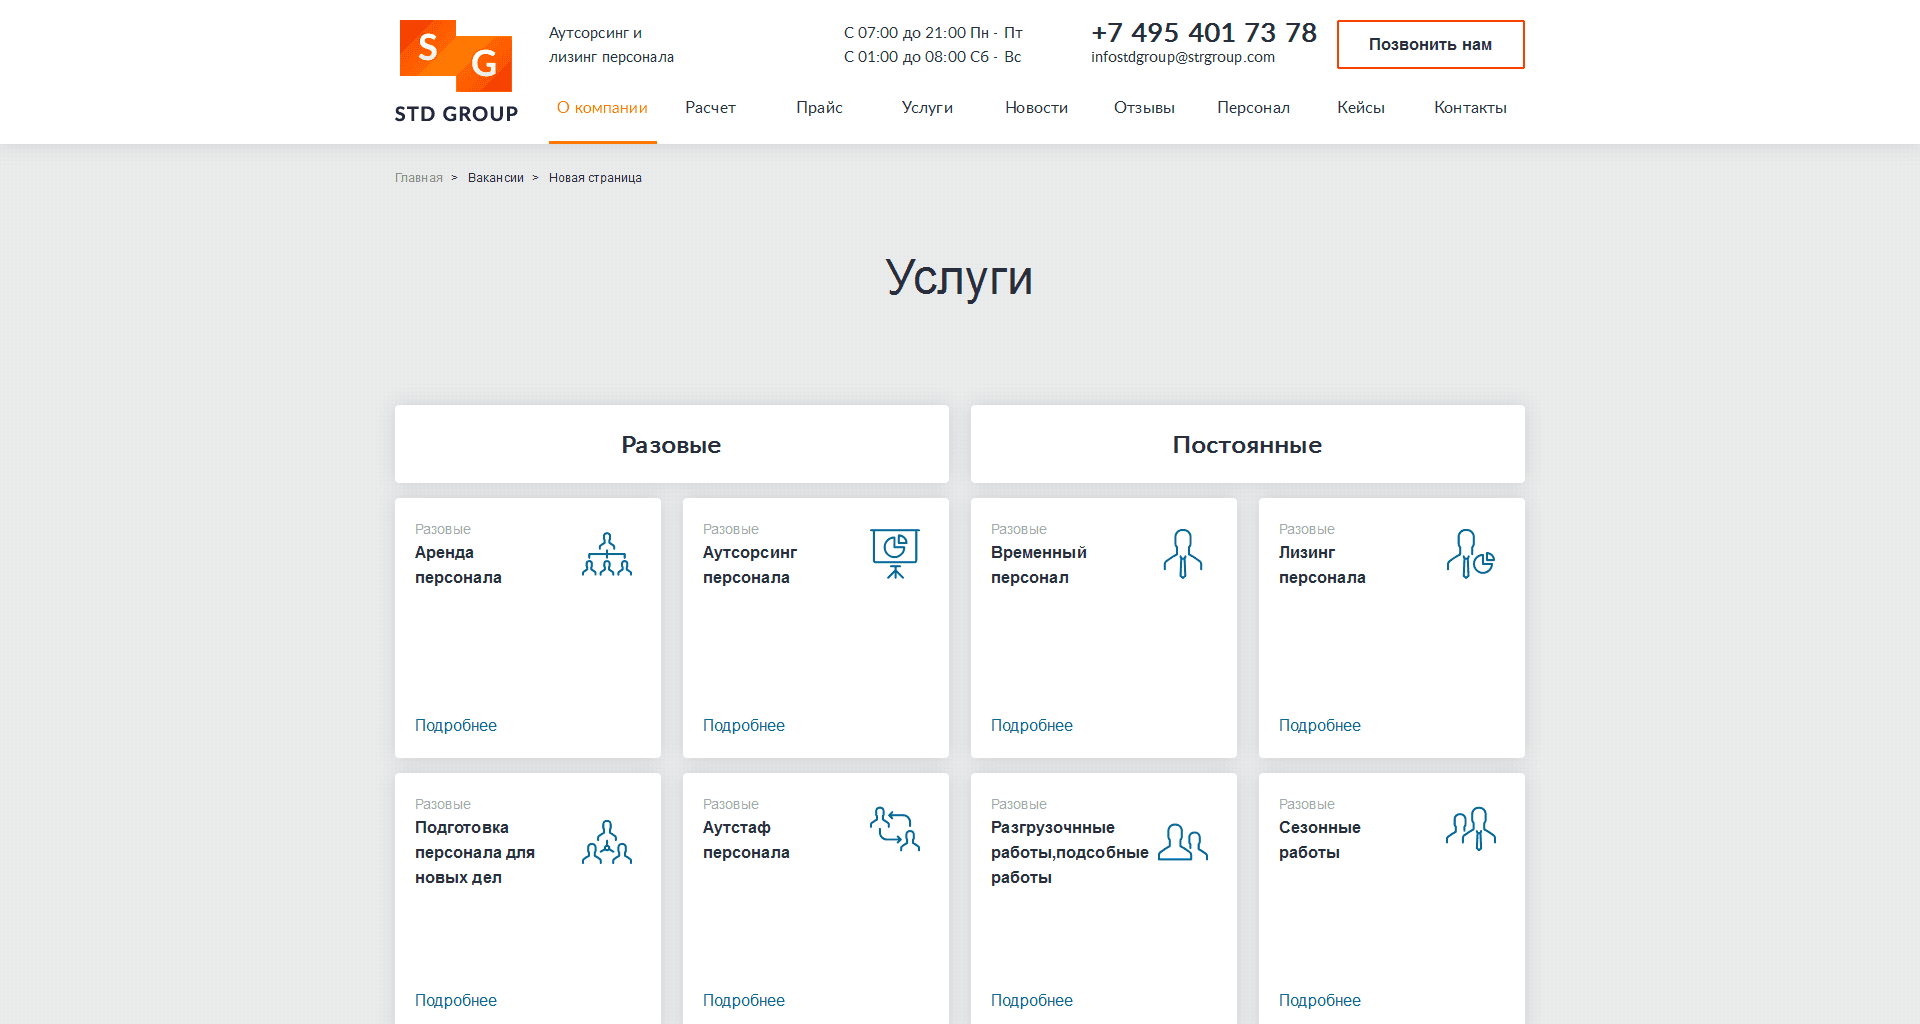 S G
STD GROUP
Аутсорсинг и
лизинг персонала
С 07:00 до 21:00 Пн - Пт
С 01:00 до 08:00 Сб - Вс
+7 495 401 73 78
infostdgroup@strgroup.com
Позвонить нам
О компании Расчет Прайс Услуги Новости Отзывы Персонал Кейсы Контакты
Главная > Вакансии > Новая страница
Услуги
Разовые
Постоянные
Разовые
Аренда
персонала
Подробнее
Разовые
Аутсорсинг
персонала
Подробнее
Разовые
Временный
персонал
Подробнее
Разовые
Лизинг
персонала
Подробнее
Разовые
Подготовка
персонала для
новых дел
Подробнее
Разовые
Аутстаф
персонала
Подробнее
Разовые
Разгрузочнные
работы,подсобные
работы
Подробнее
Разовые
Сезонные
работы
Подробнее